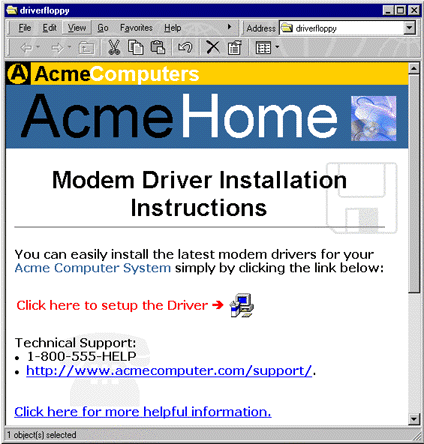 driverfloppy
File Edit View Go Favorites Help Address driverfloppy
A AcmeComputers
AcmeHome
Modem Driver Installation
Instructions
You can easily install the latest modem drivers for your
Acme Computer System simply by clicking the link below:
Click here to setup the Driver →
Technical Support:
• 1-800-555-HELP
• http://www.acmecomputer.com/support/.
Click here for more helpful information.
1 object(s) selected